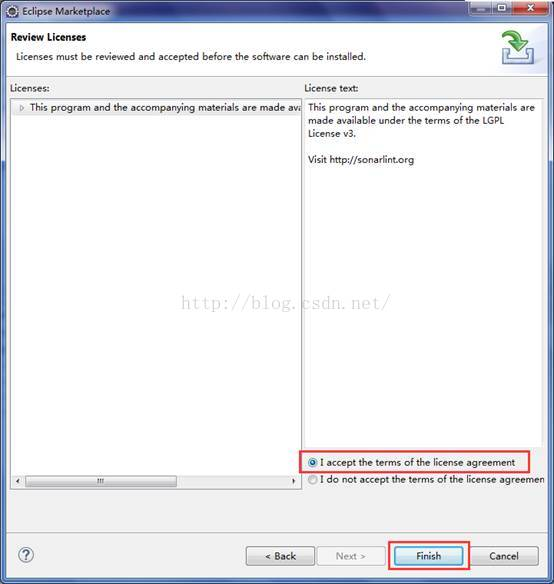 Eclipse Marketplace
Review Licenses
Licenses must be reviewed and accepted before the software can be installed.
Licenses:
License text:
This program and the accompanying materials are made ava
This program and the accompanying materials are
made available under the terms of the LGPL
License v3.
Visit http://sonarlint.org
http://blog.csdn.net/
I accept the terms of the license agreement
I do not accept the terms of the license agreemen
?
< Back
Next >
Finish
Cancel